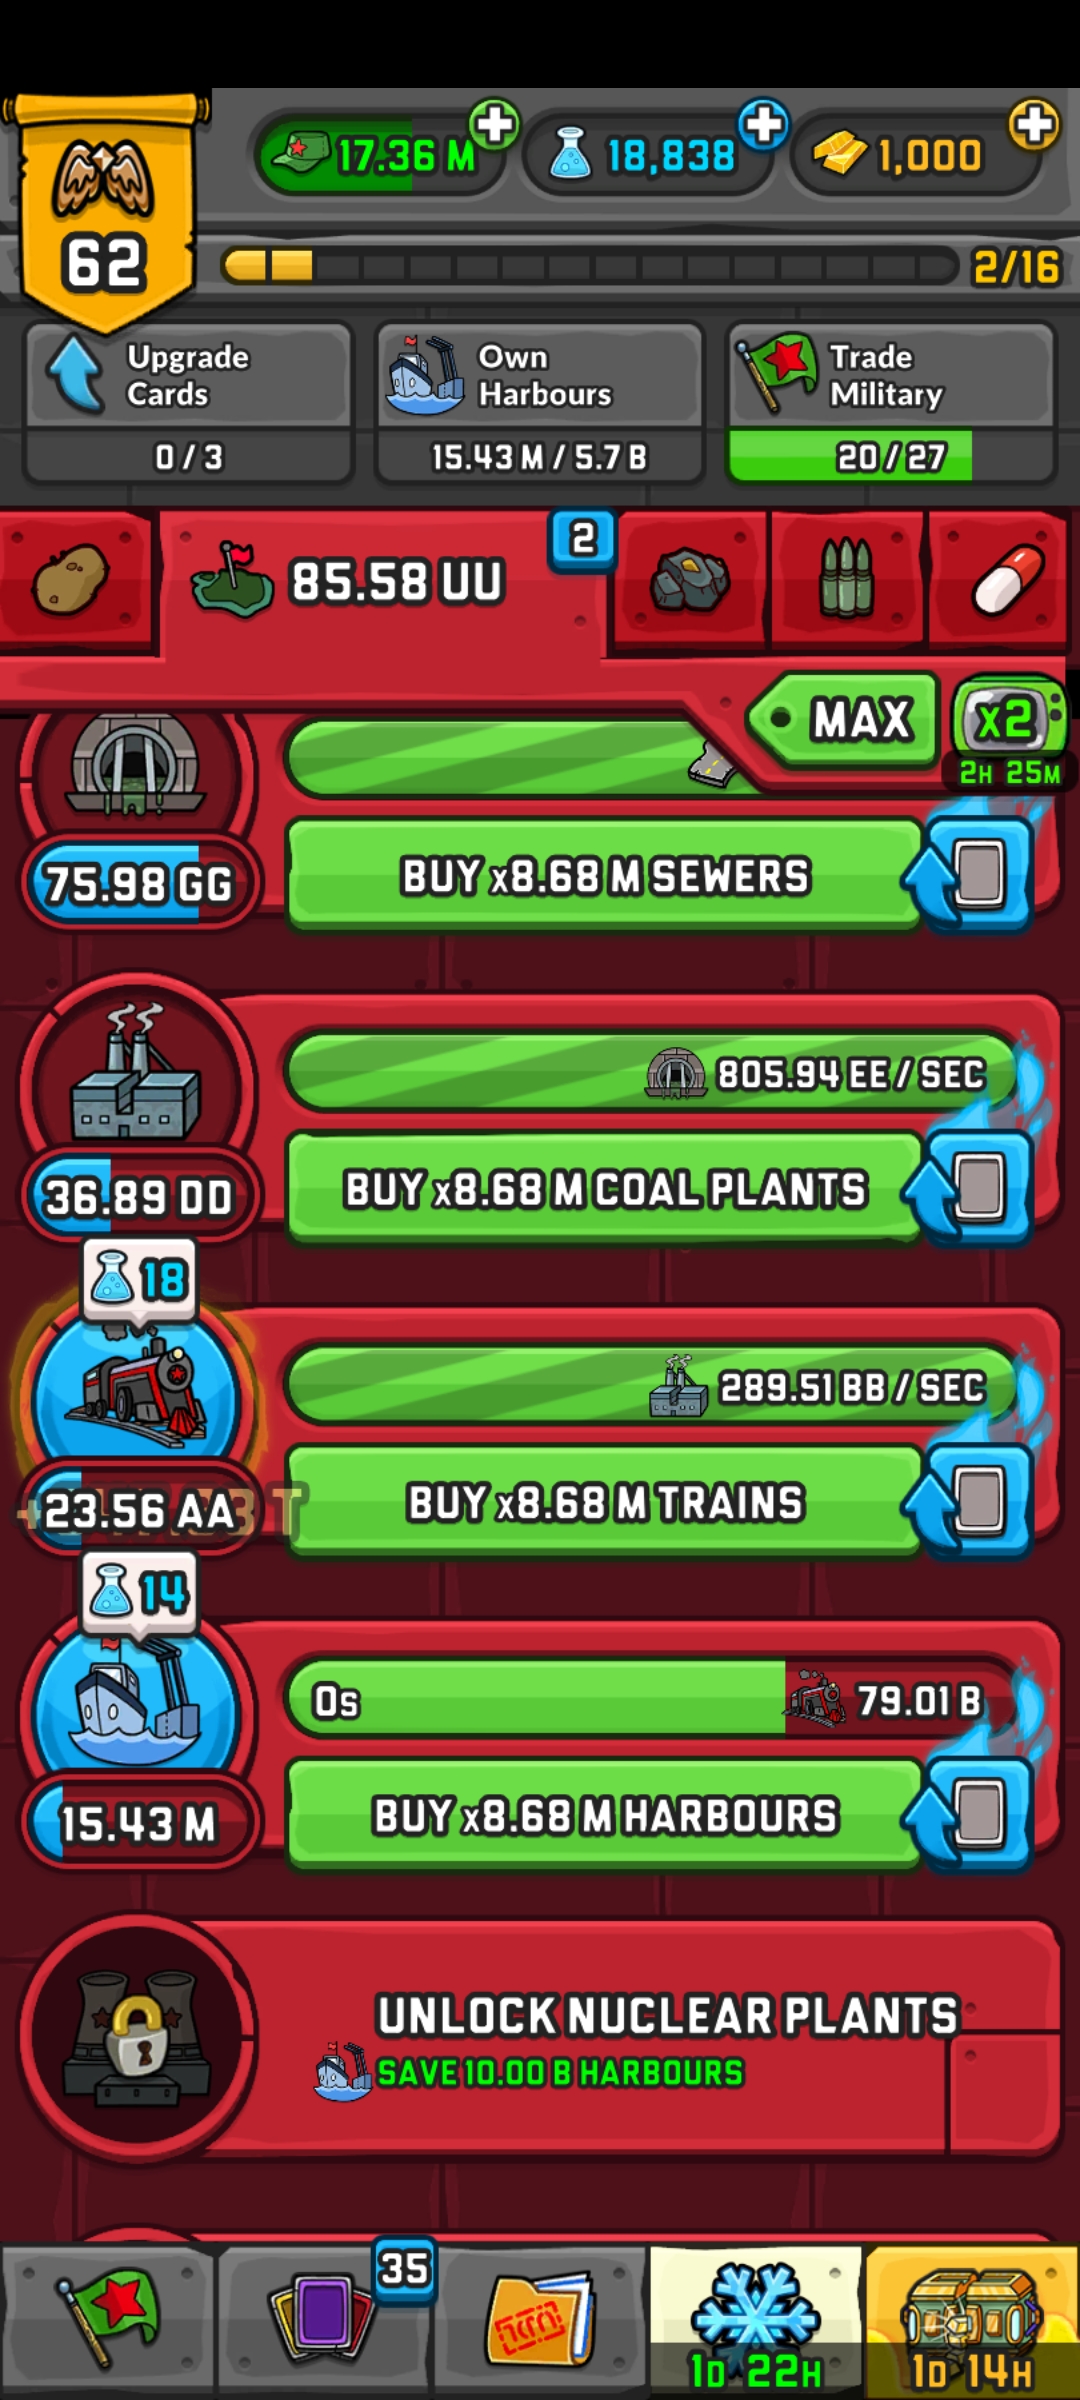 17.36 M
18,838
1,000
62
2/16
Upgrade
Cards
0 / 3
Own
Harbours
15.43 M / 5.7 B
Trade
Military
20 / 27
85.58 UU
2
MAX
x2
2H 25M
75.98 GG
BUY x8.68 M SEWERS
805.94 EE / SEC
36.89 DD
BUY x8.68 M COAL PLANTS
18
289.51 BB / SEC
23.56 AA
BUY x8.68 M TRAINS
14
0s
79.01 B
15.43 M
BUY x8.68 M HARBOURS
UNLOCK NUCLEAR PLANTS
SAVE 10.00 B HARBOURS
35
1D 22H
1D 14H